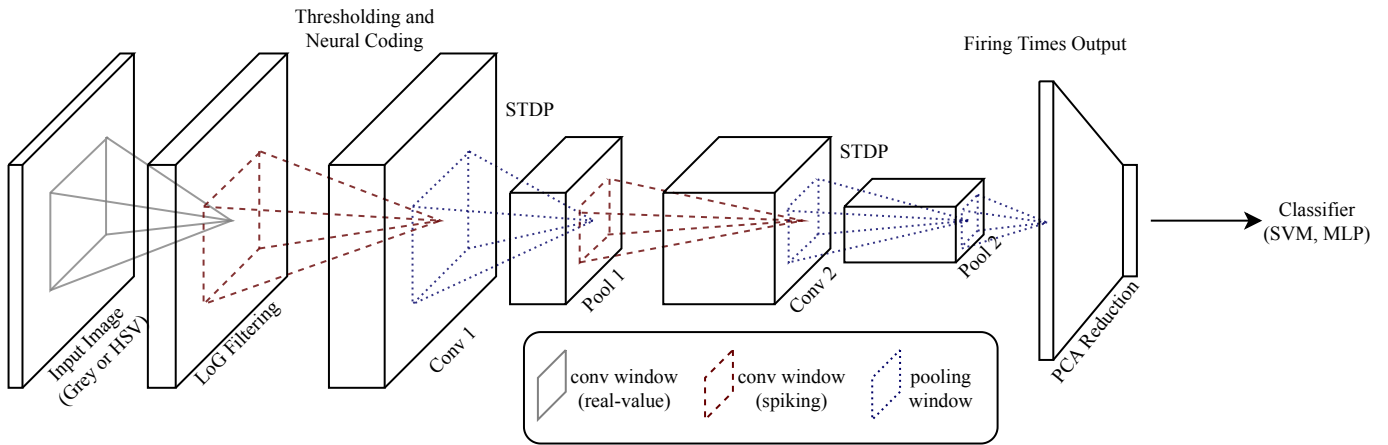 Thresholding and
Neural Coding
Firing Times Output
STDP
STDP
Classifier
(SVM, MLP)
Input Image
(Grey or HSV)
LoG Filtering
Conv 1
Pool 1
Conv 2
Pool 2
PCA Reduction
conv window
(real-value)
conv window
(spiking)
pooling
window